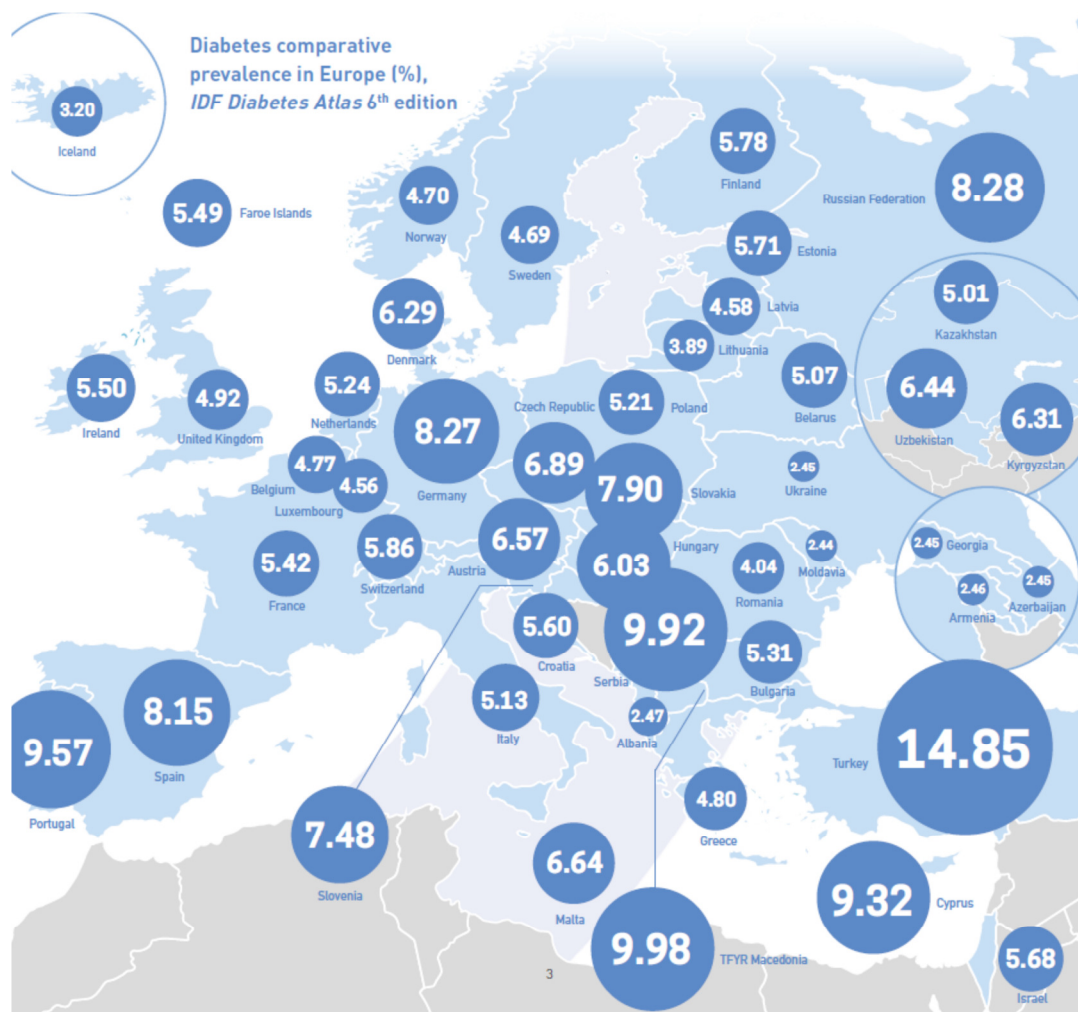 Diabetes comparative
prevalence in Europe (%),
IDF Diabetes Atlas 6th edition
3.20
Iceland
5.49
Faroe Islands
4.70
Norway
4.69
Sweden
5.78
Finland
Russian Federation
8.28
5.71
Estonia
4.58
Latvia
3.89
Lithuania
6.29
Denmark
5.50
Ireland
4.92
United Kingdom
5.24
Netherlands
8.27
Germany
4.77
Belgium
4.56
Luxembourg
Czech Republic
6.89
5.21
Poland
5.07
Belarus
5.01
Kazakhstan
6.44
Uzbekistan
6.31
Kyrgyzstan
7.90
Slovakia
2.45
Ukraine
5.42
France
5.86
Switzerland
6.57
Austria
6.03
Hungary
4.04
Romania
2.44
Moldavia
2.45
Georgia
2.46
Armenia
2.45
Azerbaijan
5.60
Croatia
9.92
Serbia
5.31
Bulgaria
9.57
Portugal
8.15
Spain
5.13
Italy
2.47
Albania
14.85
Turkey
7.48
Slovenia
6.64
Malta
4.80
Greece
9.32
Cyprus
9.98
TFYR Macedonia
5.68
Israel
3